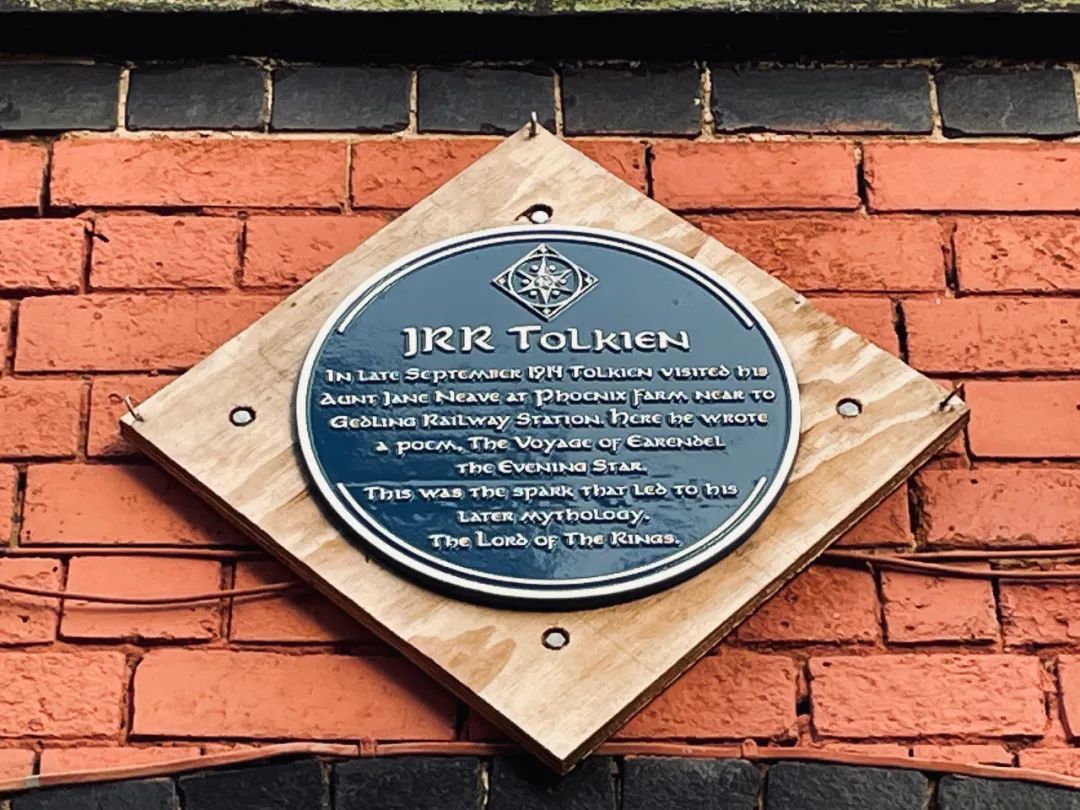 JRR Tolkien
In late September 1914 Tolkien visited his
Aunt Jane Neave at Phoenix Farm near to
Gedling Railway Station. Here he wrote
a poem, The Voyage of Earendel
the Evening Star.
This was the spark that led to his
later mythology.
The Lord of The Rings.